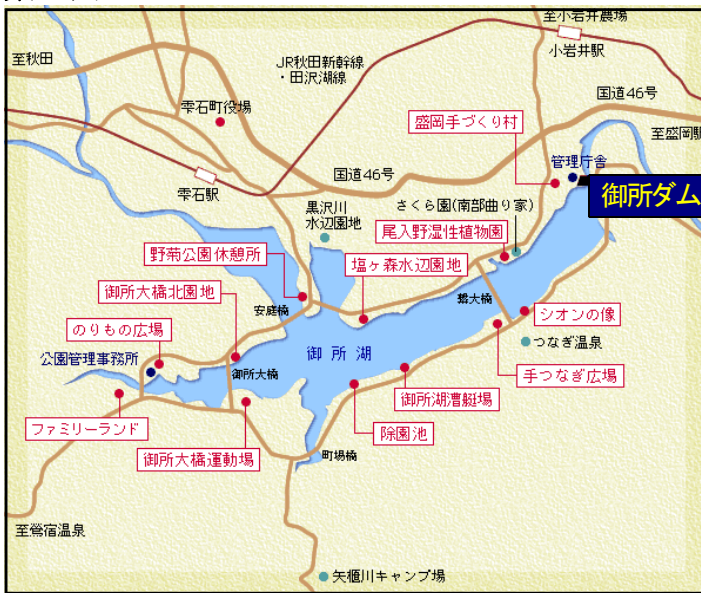 至小岩井農場
小岩井駅
至秋田
JR秋田新幹線
・田沢湖線
国道46号
雫石町役場
盛岡手づくり村
至盛岡駅
管理庁舎
国道46号
御所ダム
雫石駅
黒沢川
水辺園地
さくら園(南部曲り家)
尾入野湿性植物園
野菊公園休憩所
塩ヶ森水辺園地
御所大橋北園地
安庭橋
繋大橋
シオンの像
のりもの広場
つなぎ温泉
公園管理事務所
御所湖
御所大橋
手つなぎ広場
御所湖漕艇場
ファミリーランド
除園池
御所大橋運動場
町場橋
至鶯宿温泉
矢櫃川キャンプ場